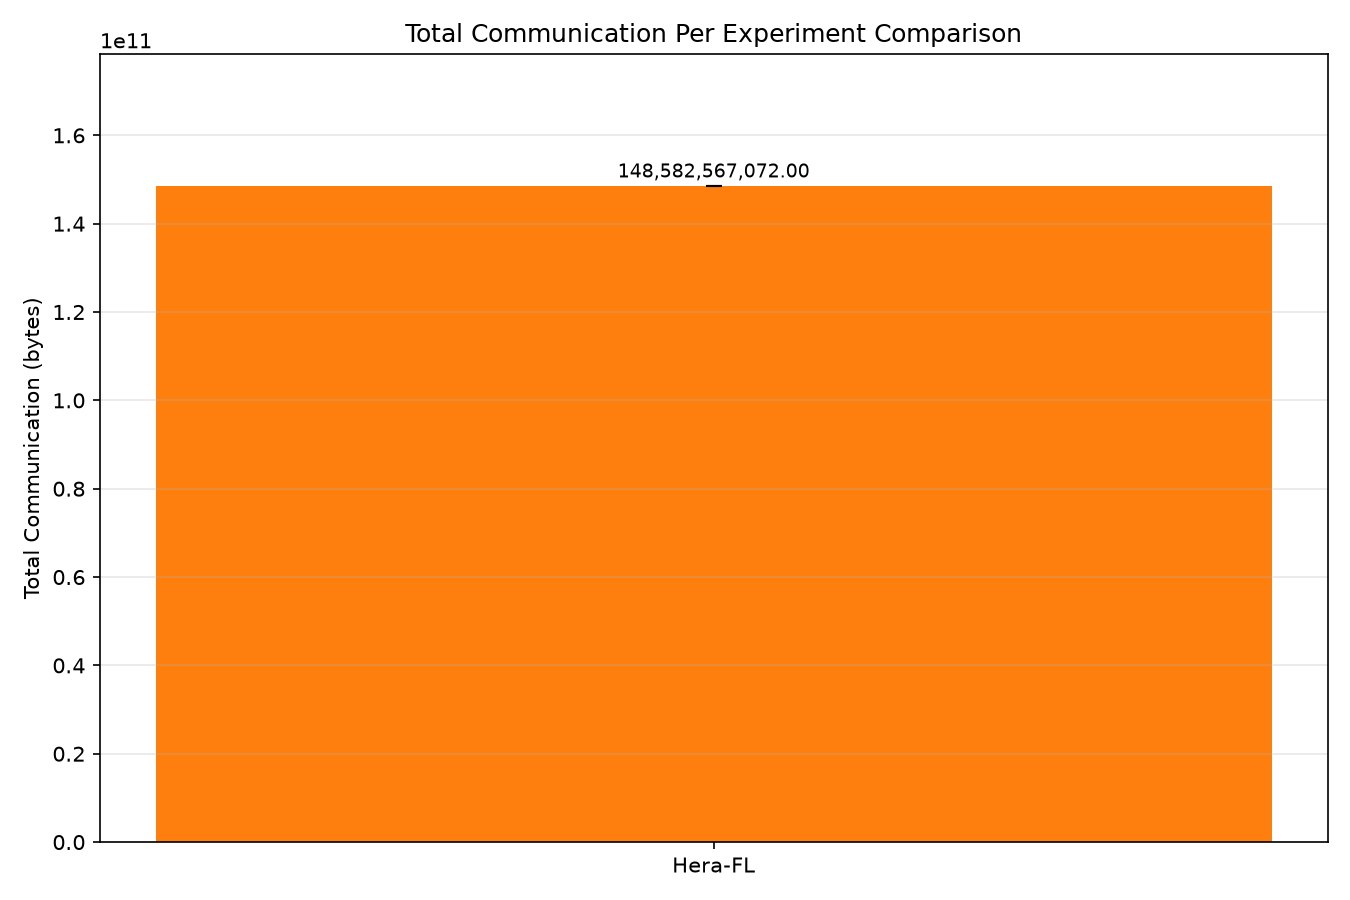 Total Communication Per Experiment Comparison
1e11
1.6
148,582,567,072.00
1.4
1.2
1.0
0.8
0.6
0.4
0.2
0.0
Total Communication (bytes)
Hera-FL